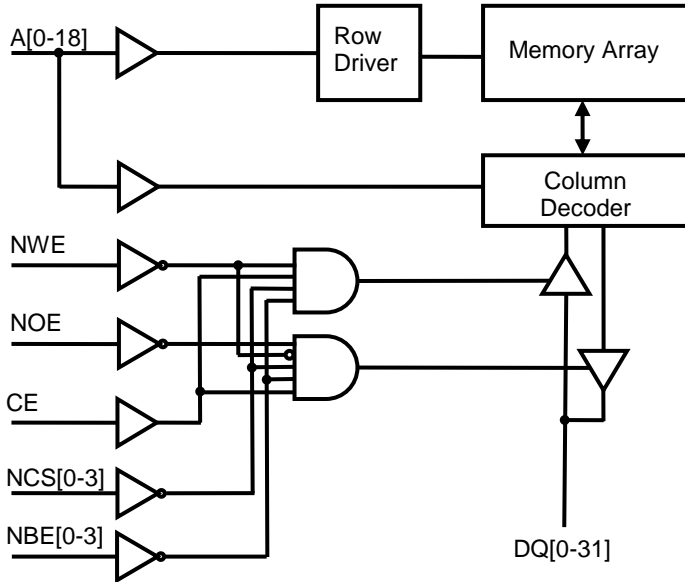 A[0-18]
Row
Driver
Memory Array
Column
Decoder
NWE
NOE
CE
NCS[0-3]
NBE[0-3]
DQ[0-31]